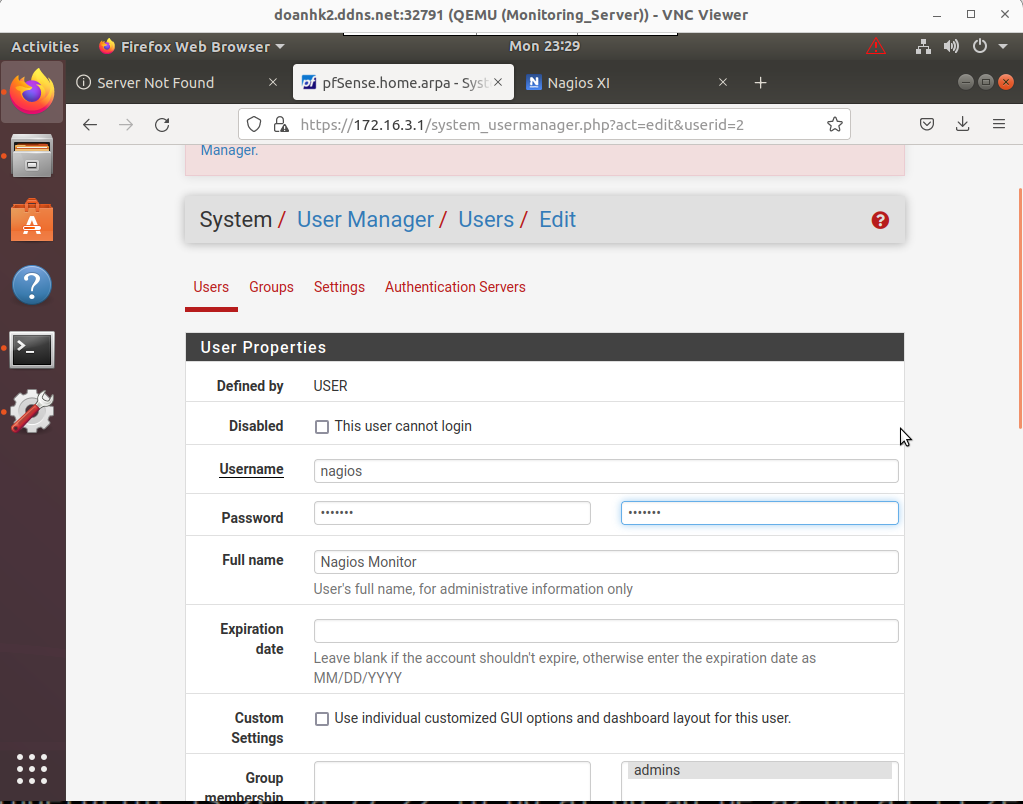 doanhk2.ddns.net:32791 (QEMU (Monitoring_Server)) - VNC Viewer
Activities Firefox Web Browser Mon 23:29
Server Not Found pfSense.home.arpa - Syst Nagios XI
https://172.16.3.1/system_usermanager.php?act=edit&userid=2
Manager.
System / User Manager / Users / Edit
Users Groups Settings Authentication Servers
User Properties
Defined by USER
Disabled This user cannot login
Username nagios
Password ••••••• •••••••
Full name Nagios Monitor
User's full name, for administrative information only
Expiration
date
Leave blank if the account shouldn't expire, otherwise enter the expiration date as
MM/DD/YYYY
Custom
Settings
Use individual customized GUI options and dashboard layout for this user.
Group
membership
admins